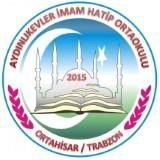 AYDINLIKEVLER İMAM HATİP ORTAOKULU
2015
ORTAHİSAR / TRABZON